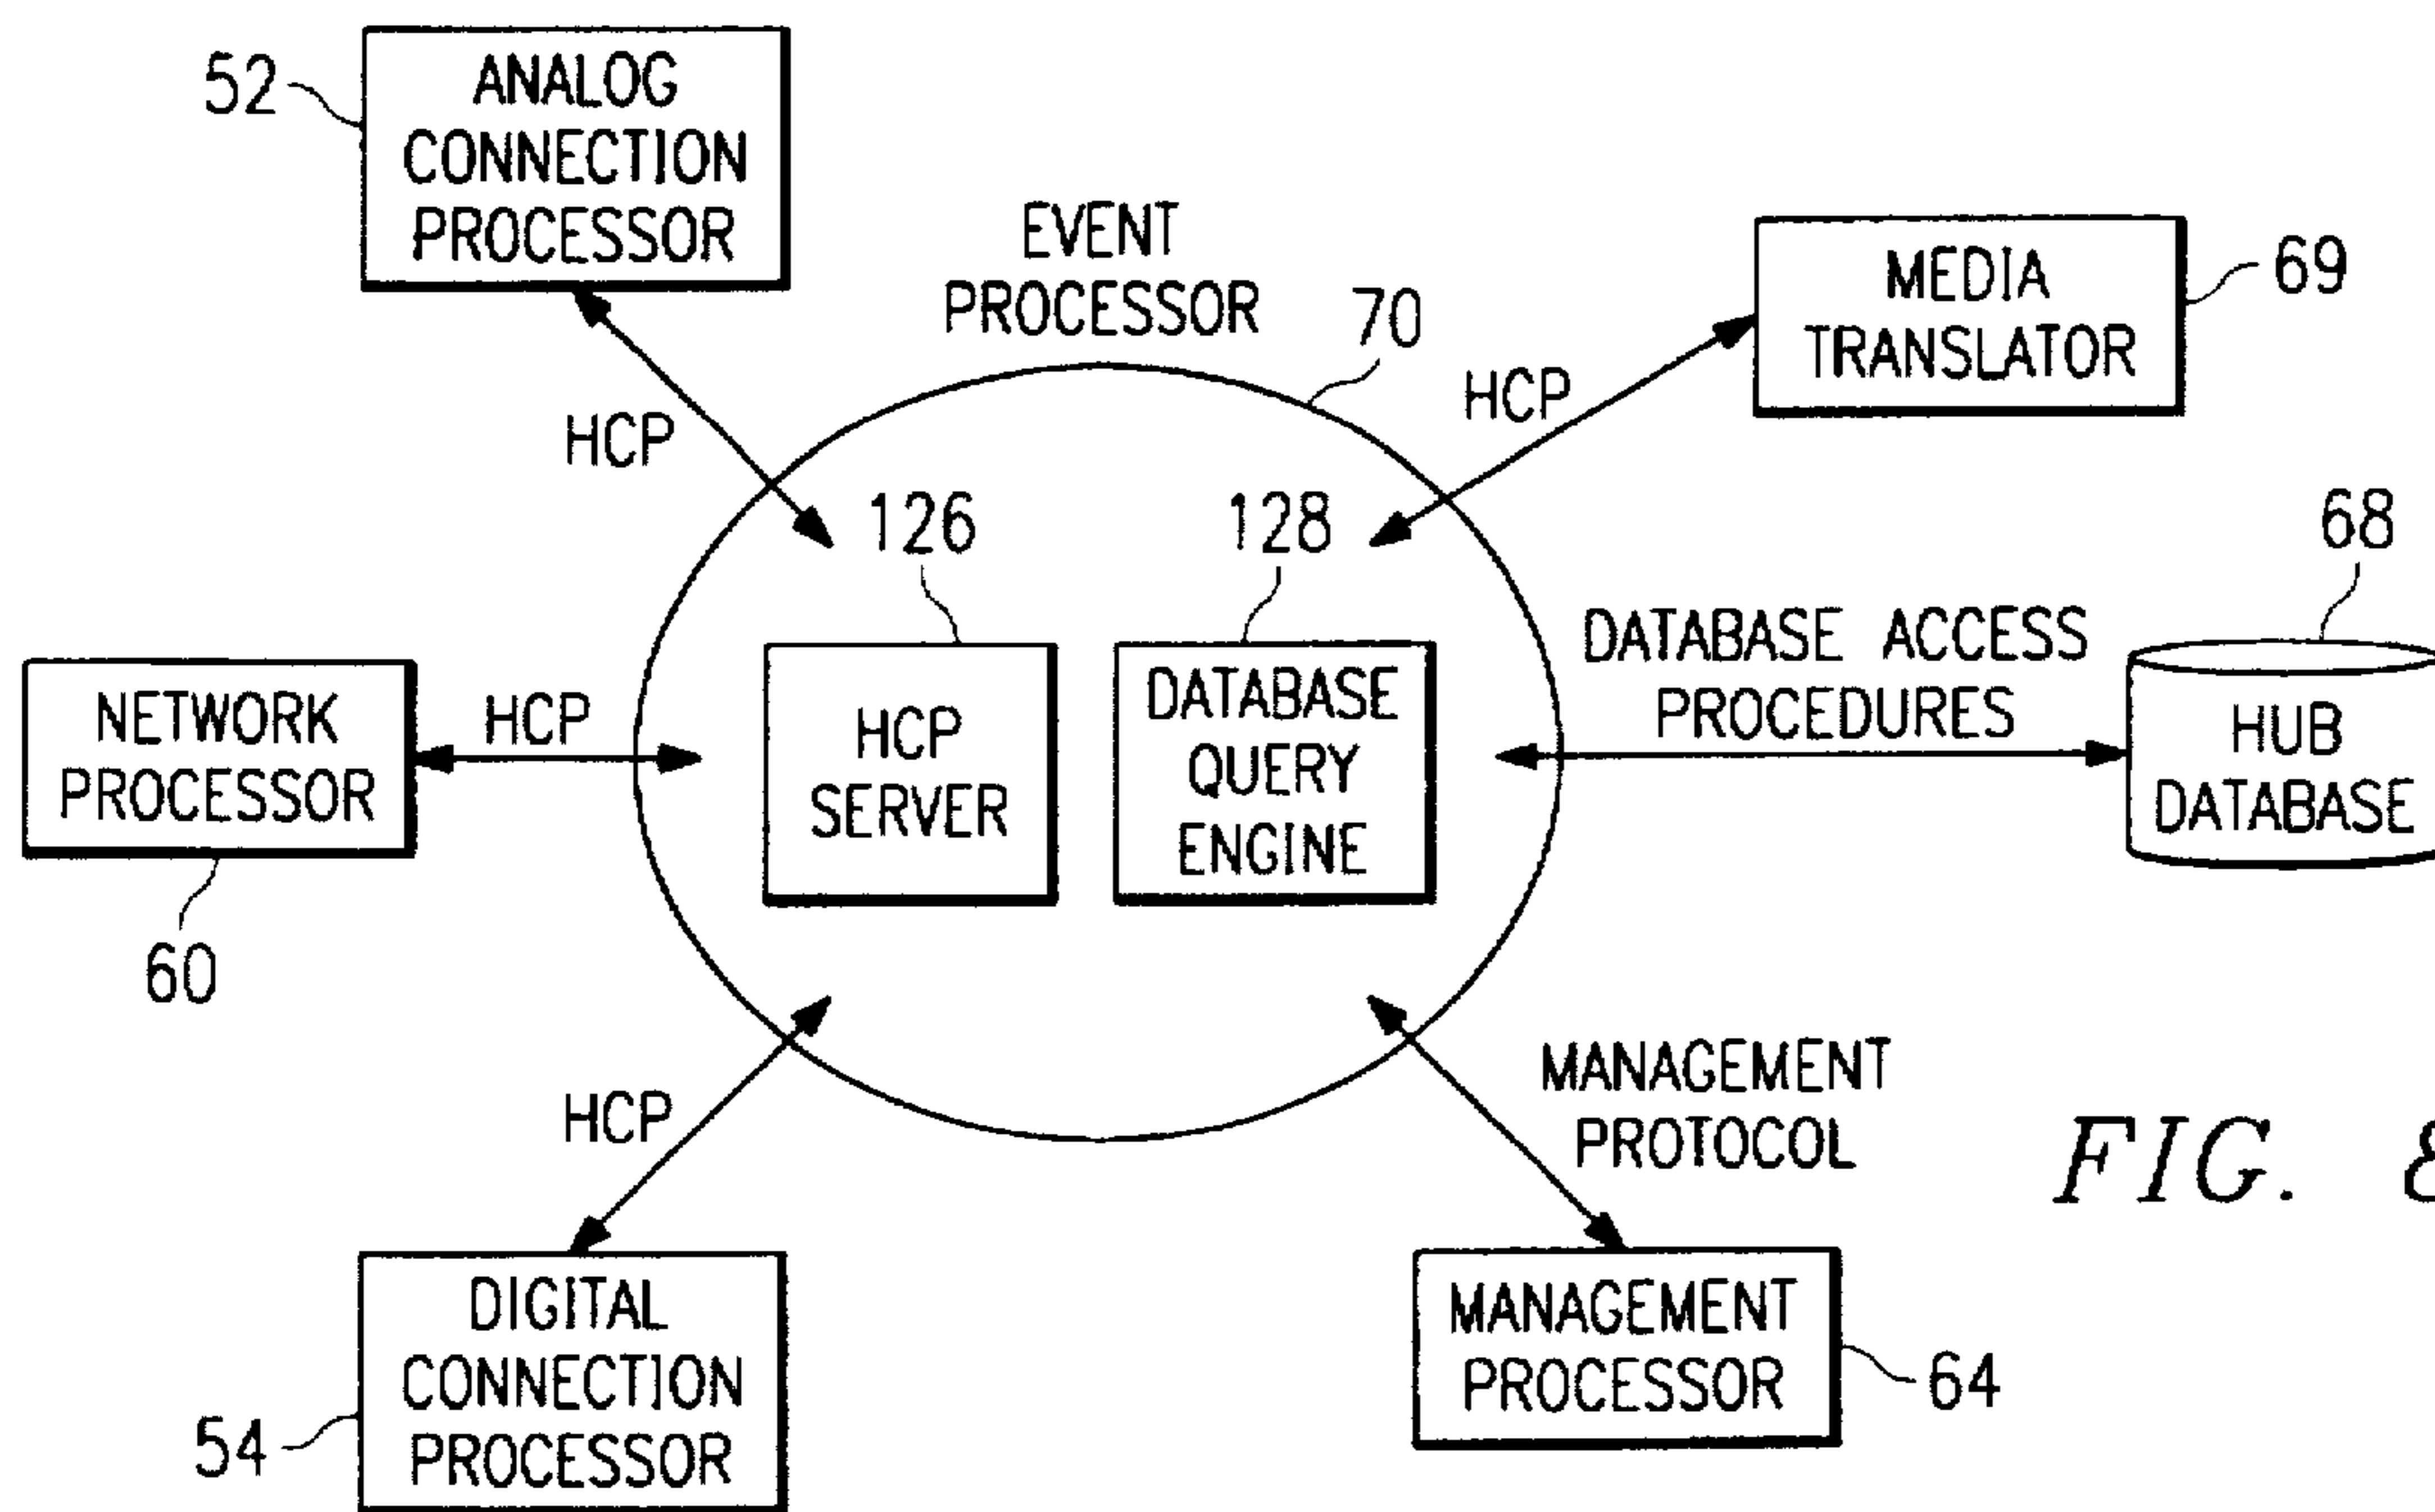 52
ANALOG
CONNECTION
PROCESSOR
EVENT
PROCESSOR
70
MEDIA
TRANSLATOR
69
HCP
HCP
126
128
68
NETWORK
PROCESSOR
60
HCP
HCP
SERVER
DATABASE
QUERY
ENGINE
DATABASE ACCESS
PROCEDURES
HUB
DATABASE
HCP
MANAGEMENT
PROTOCOL
FIG. 8
DIGITAL
CONNECTION
PROCESSOR
54
MANAGEMENT
PROCESSOR
64